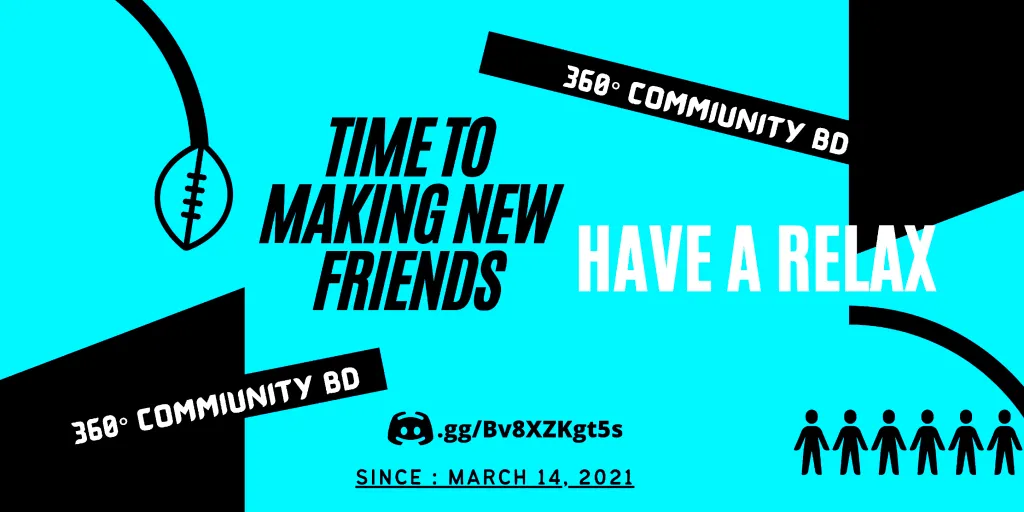 360° COMMIUNITY BD
TIME TO
MAKING NEW
FRIENDS
HAVE A RELAX
360° COMMIUNITY BD
.gg/Bv8XZKgt5s
SINCE : MARCH 14, 2021